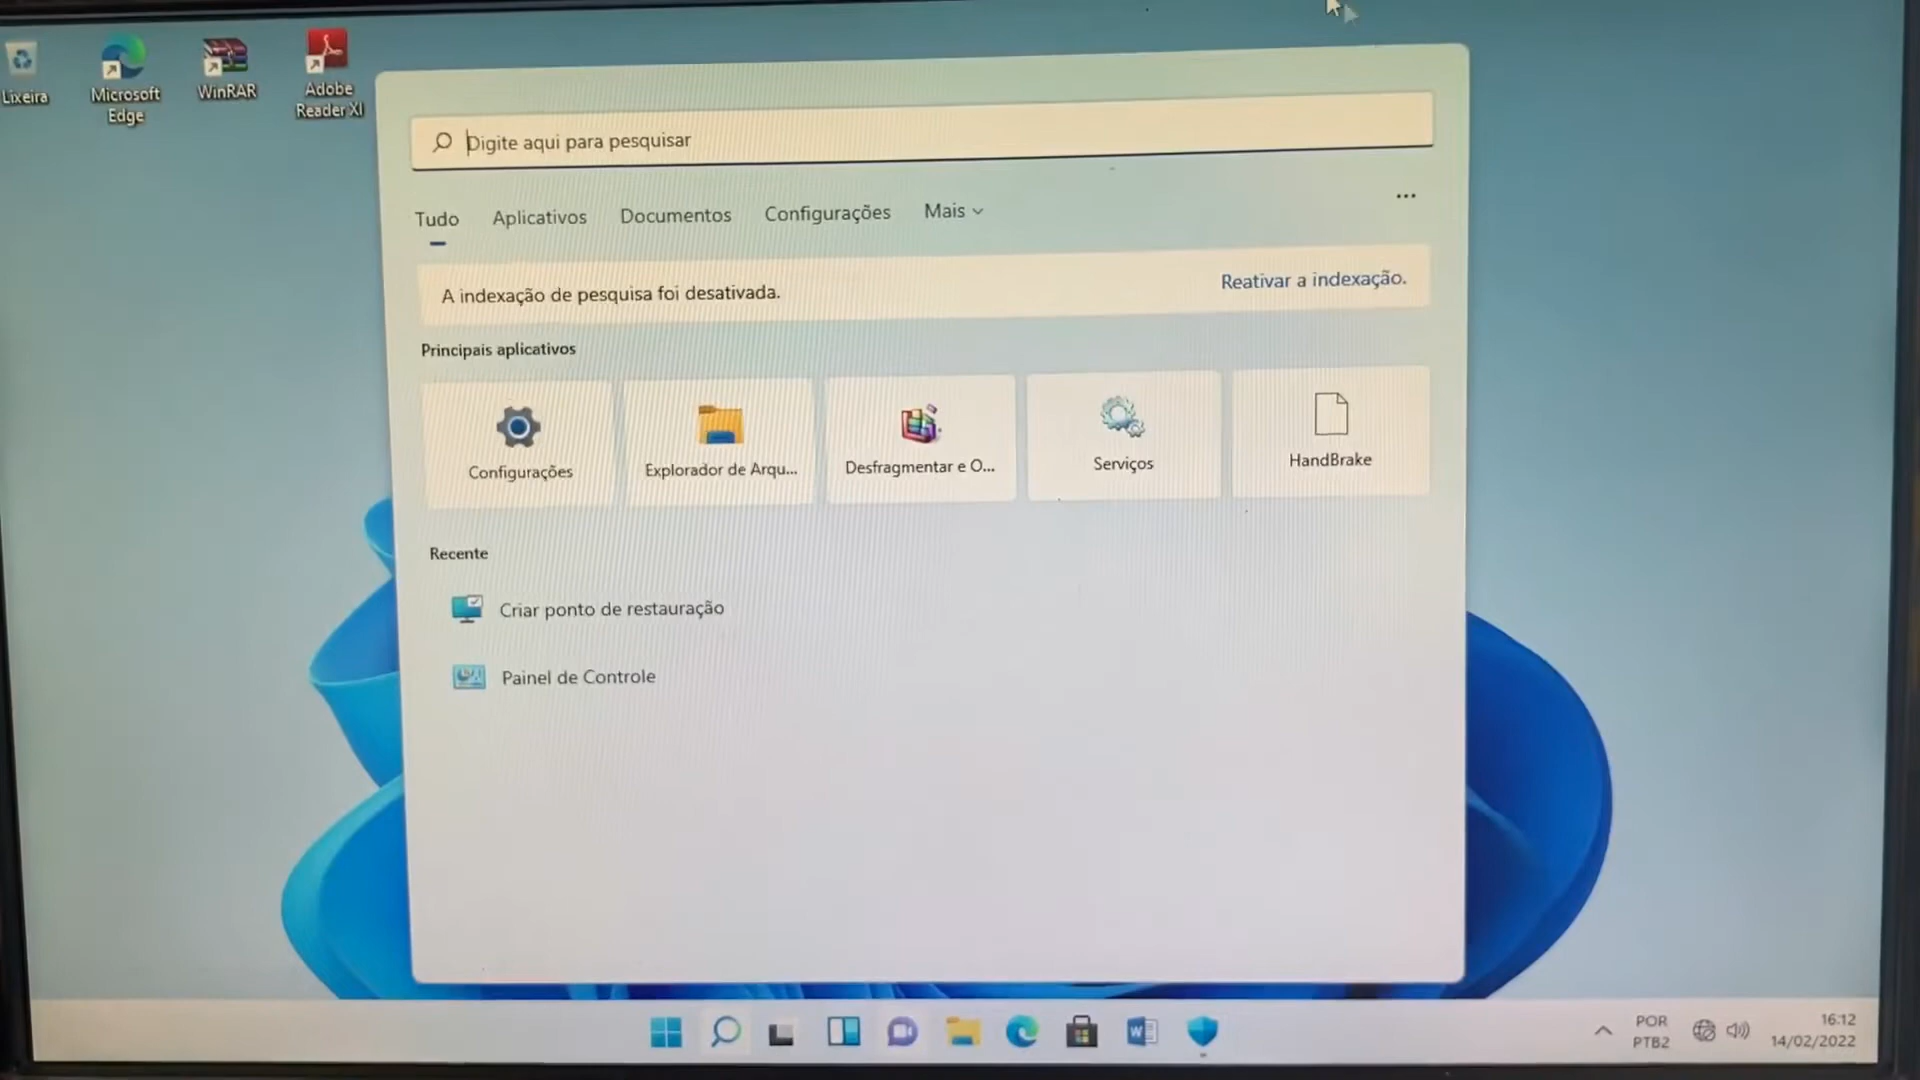 Lixeira
Microsoft
Edge
WinRAR
Adobe
Reader XI
Digite aqui para pesquisar
Tudo
Aplicativos
Documentos
Configurações
Mais
A indexação de pesquisa foi desativada.
Reativar a indexação.
Principais aplicativos
Configurações
Explorador de Arqu...
Desfragmentar e O...
Serviços
HandBrake
Recente
Criar ponto de restauração
Painel de Controle
POR
PTB2
16:12
14/02/2022